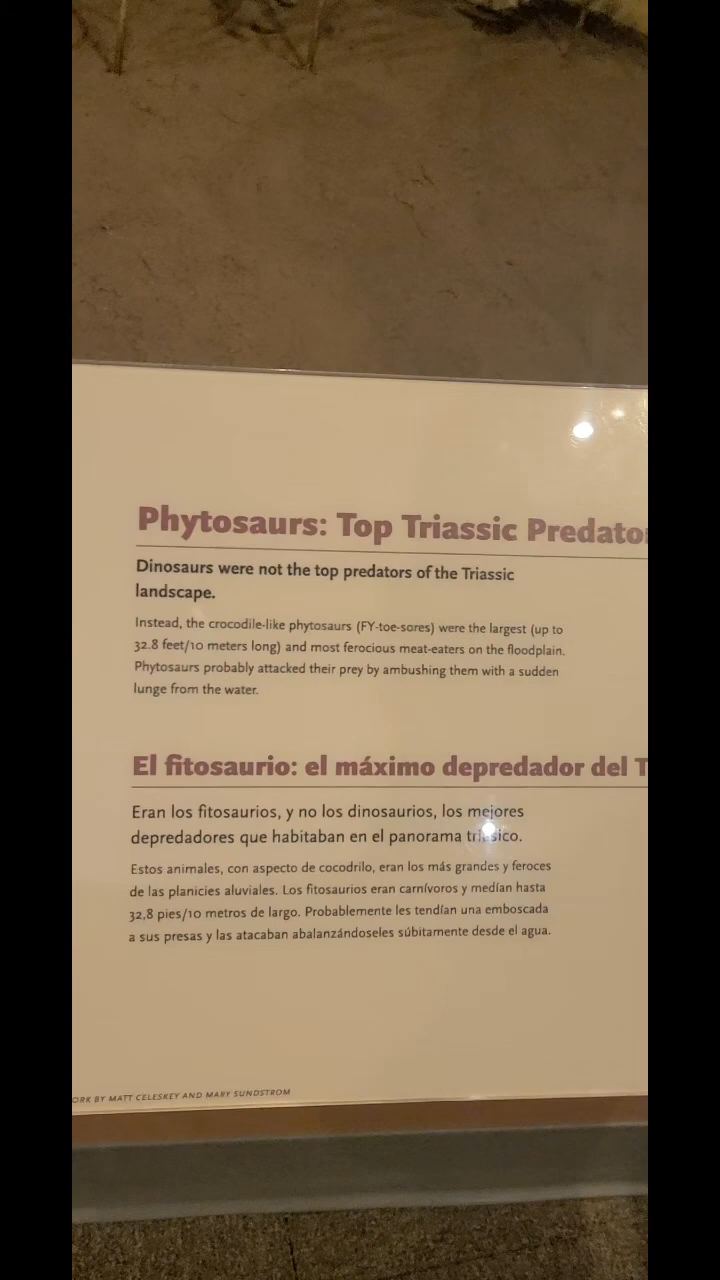 Phytosaurs: Top Triassic Predato
Dinosaurs were not the top predators of the Triassic
landscape.
Instead, the crocodile-like phytosaurs (FY-toe-sores) were the largest (up to
32.8 feet/10 meters long) and most ferocious meat-eaters on the floodplain.
Phytosaurs probably attacked their prey by ambushing them with a sudden
lunge from the water.
El fitosaurio: el máximo depredador del T
Eran los fitosaurios, y no los dinosaurios, los mejores
depredadores que habitaban en el panorama triásico.
Estos animales, con aspecto de cocodrilo, eran los más grandes y feroces
de las planicies aluviales. Los fitosaurios eran carnívoros y medían hasta
32,8 pies/10 metros de largo. Probablemente les tendían una emboscada
a sus presas y las atacaban abalanzándoseles súbitamente desde el agua.
ORK BY MATT CELESKEY AND MARY SUNDSTROM